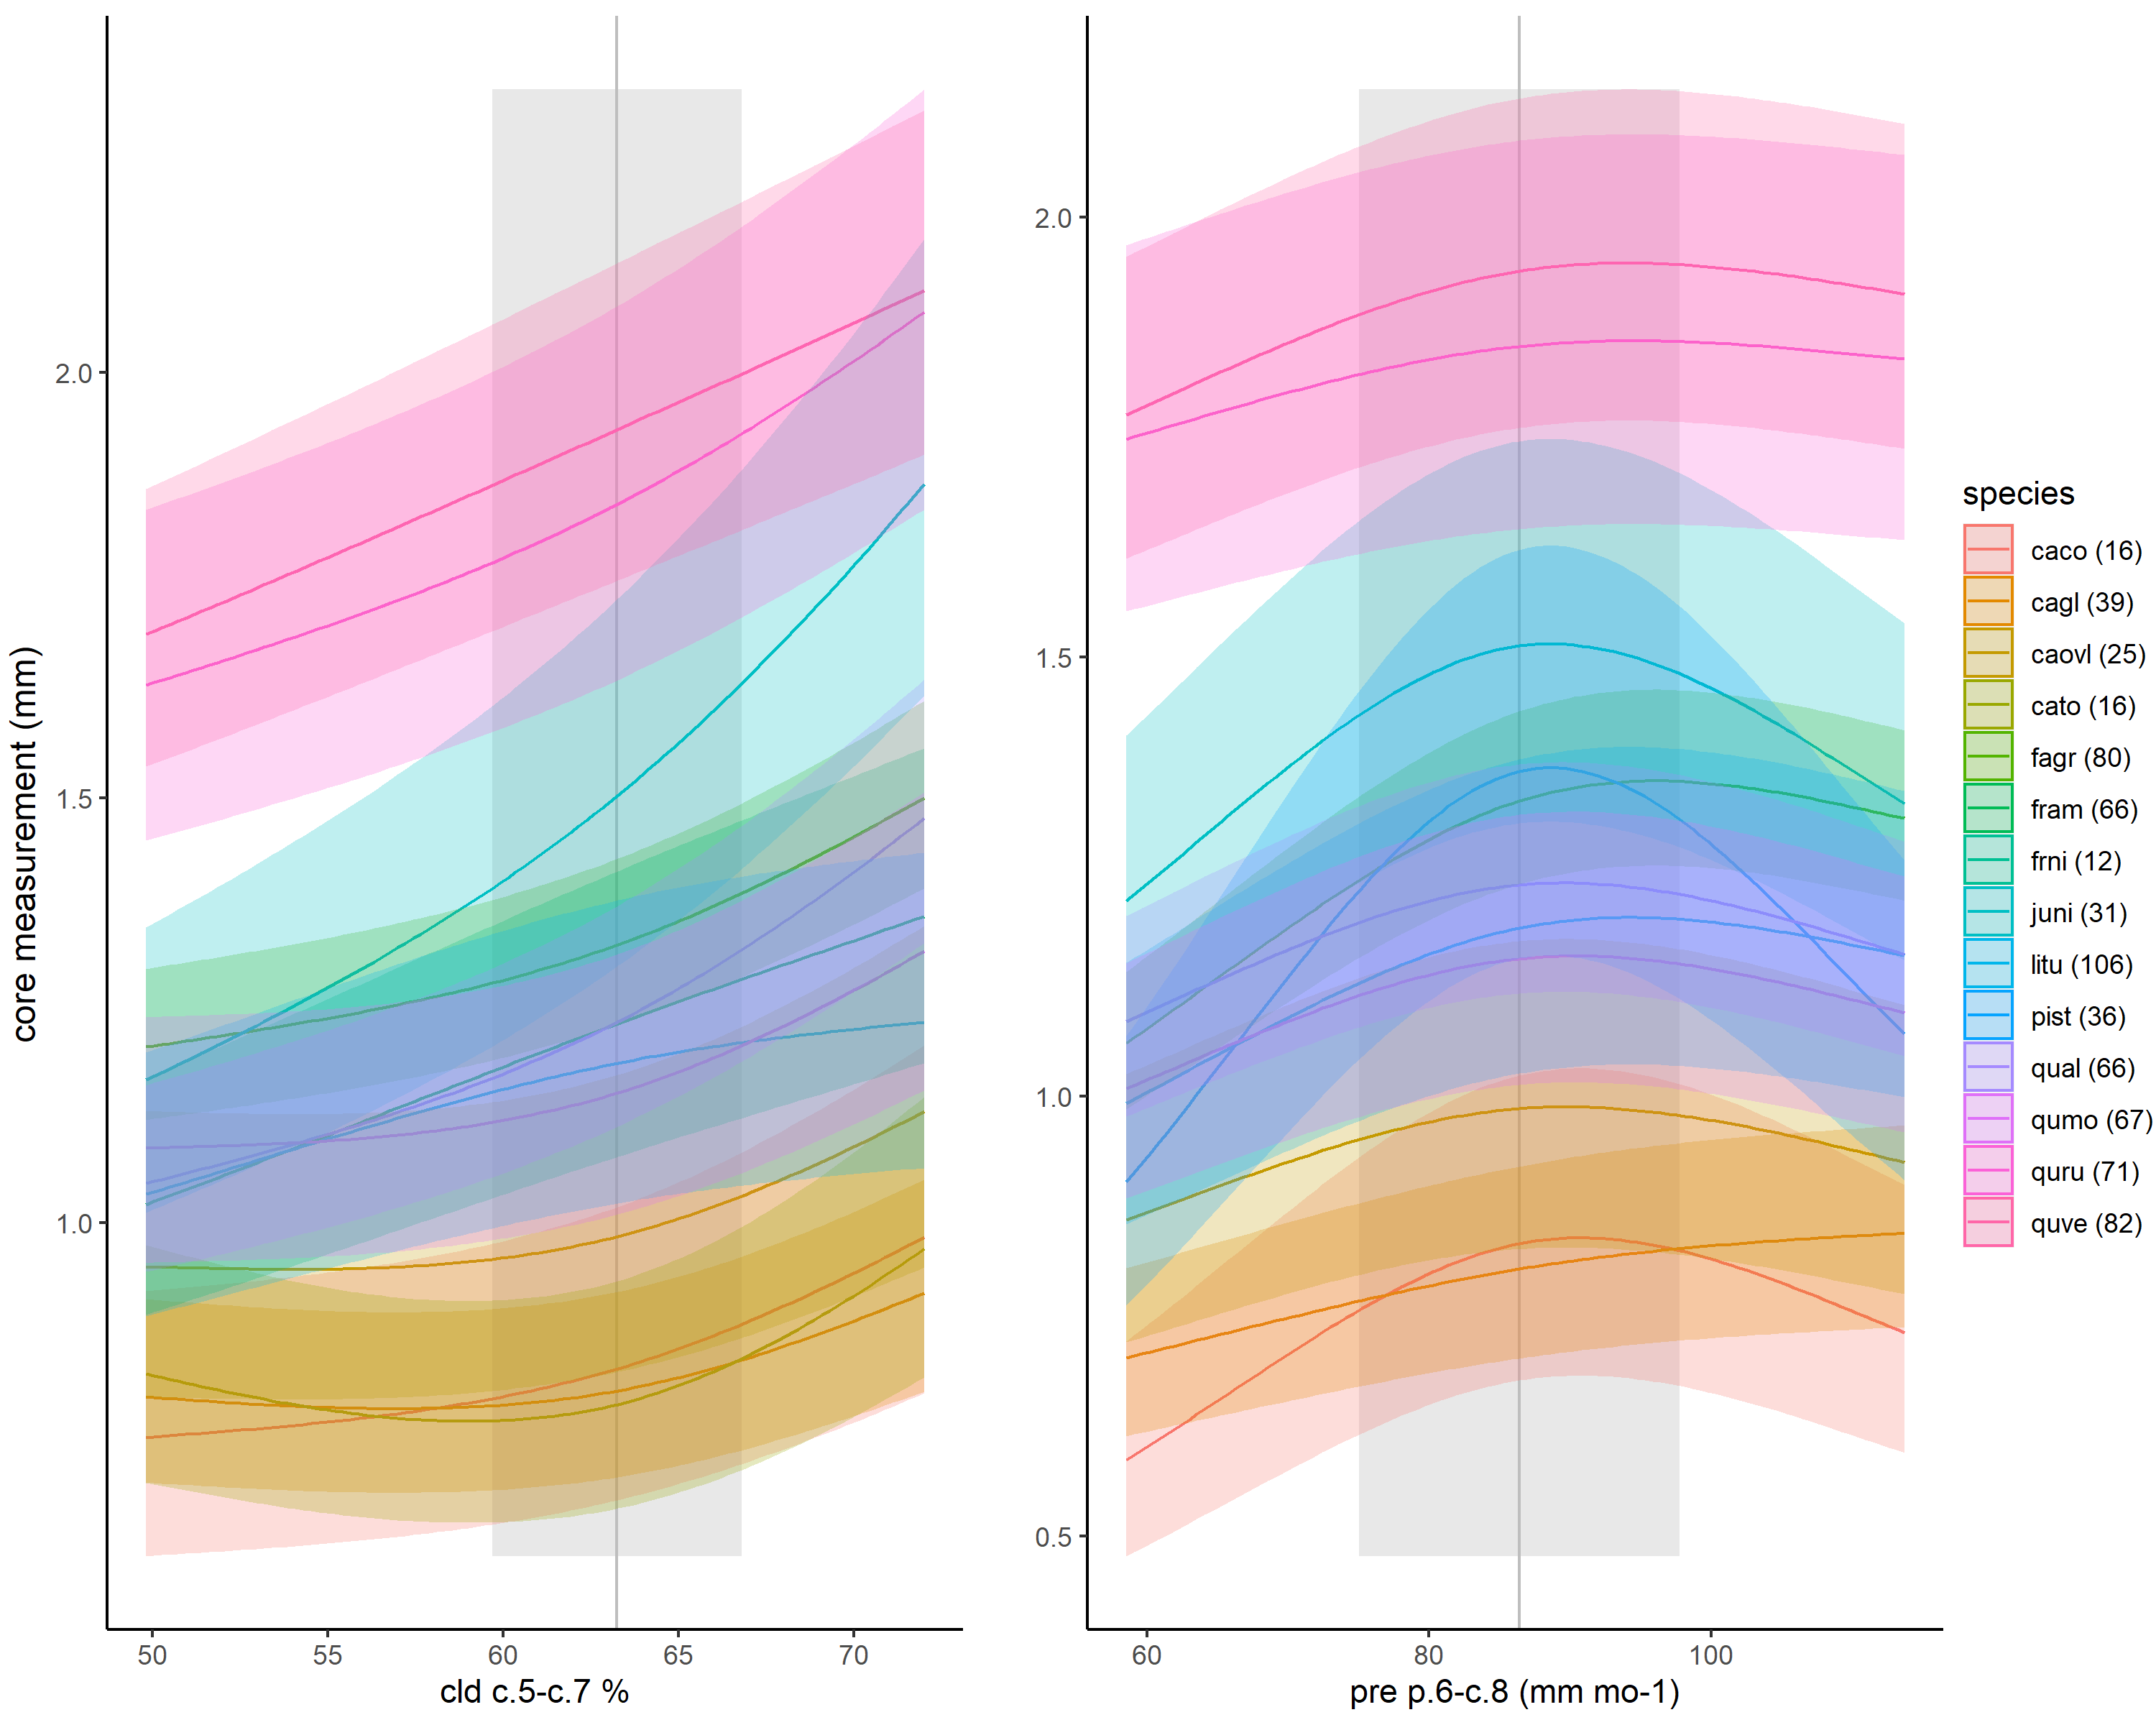 core measurement (mm)
2.0
1.5
1.0
50 55 60 65 70
cld c.5-c.7 %
2.0
1.5
1.0
0.5
60 80 100
pre p.6-c.8 (mm mo-1)
species
caco (16)
cagl (39)
caovl (25)
cato (16)
fagr (80)
fram (66)
frni (12)
juni (31)
litu (106)
pist (36)
qual (66)
qumo (67)
quru (71)
quve (82)